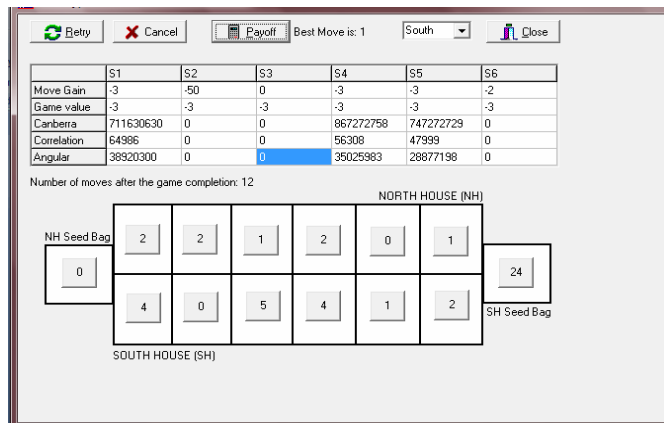 Retry Cancel Payoff Best Move is: 1 South Close
S1 S2 S3 S4 S5 S6
Move Gain -3 -50 0 -3 -3 -2
Game value -3 -3 -3 -3 -3 -3
Canberra 711630630 0 0 867272758 747272729 0
Correlation 64986 0 0 56308 47999 0
Angular 38920300 0 0 35025983 28877198 0
Number of moves after the game completion: 12
NORTH HOUSE (NH)
NH Seed Bag 2 2 1 2 0 1
0 24
4 0 5 4 1 2 SH Seed Bag
SOUTH HOUSE (SH)